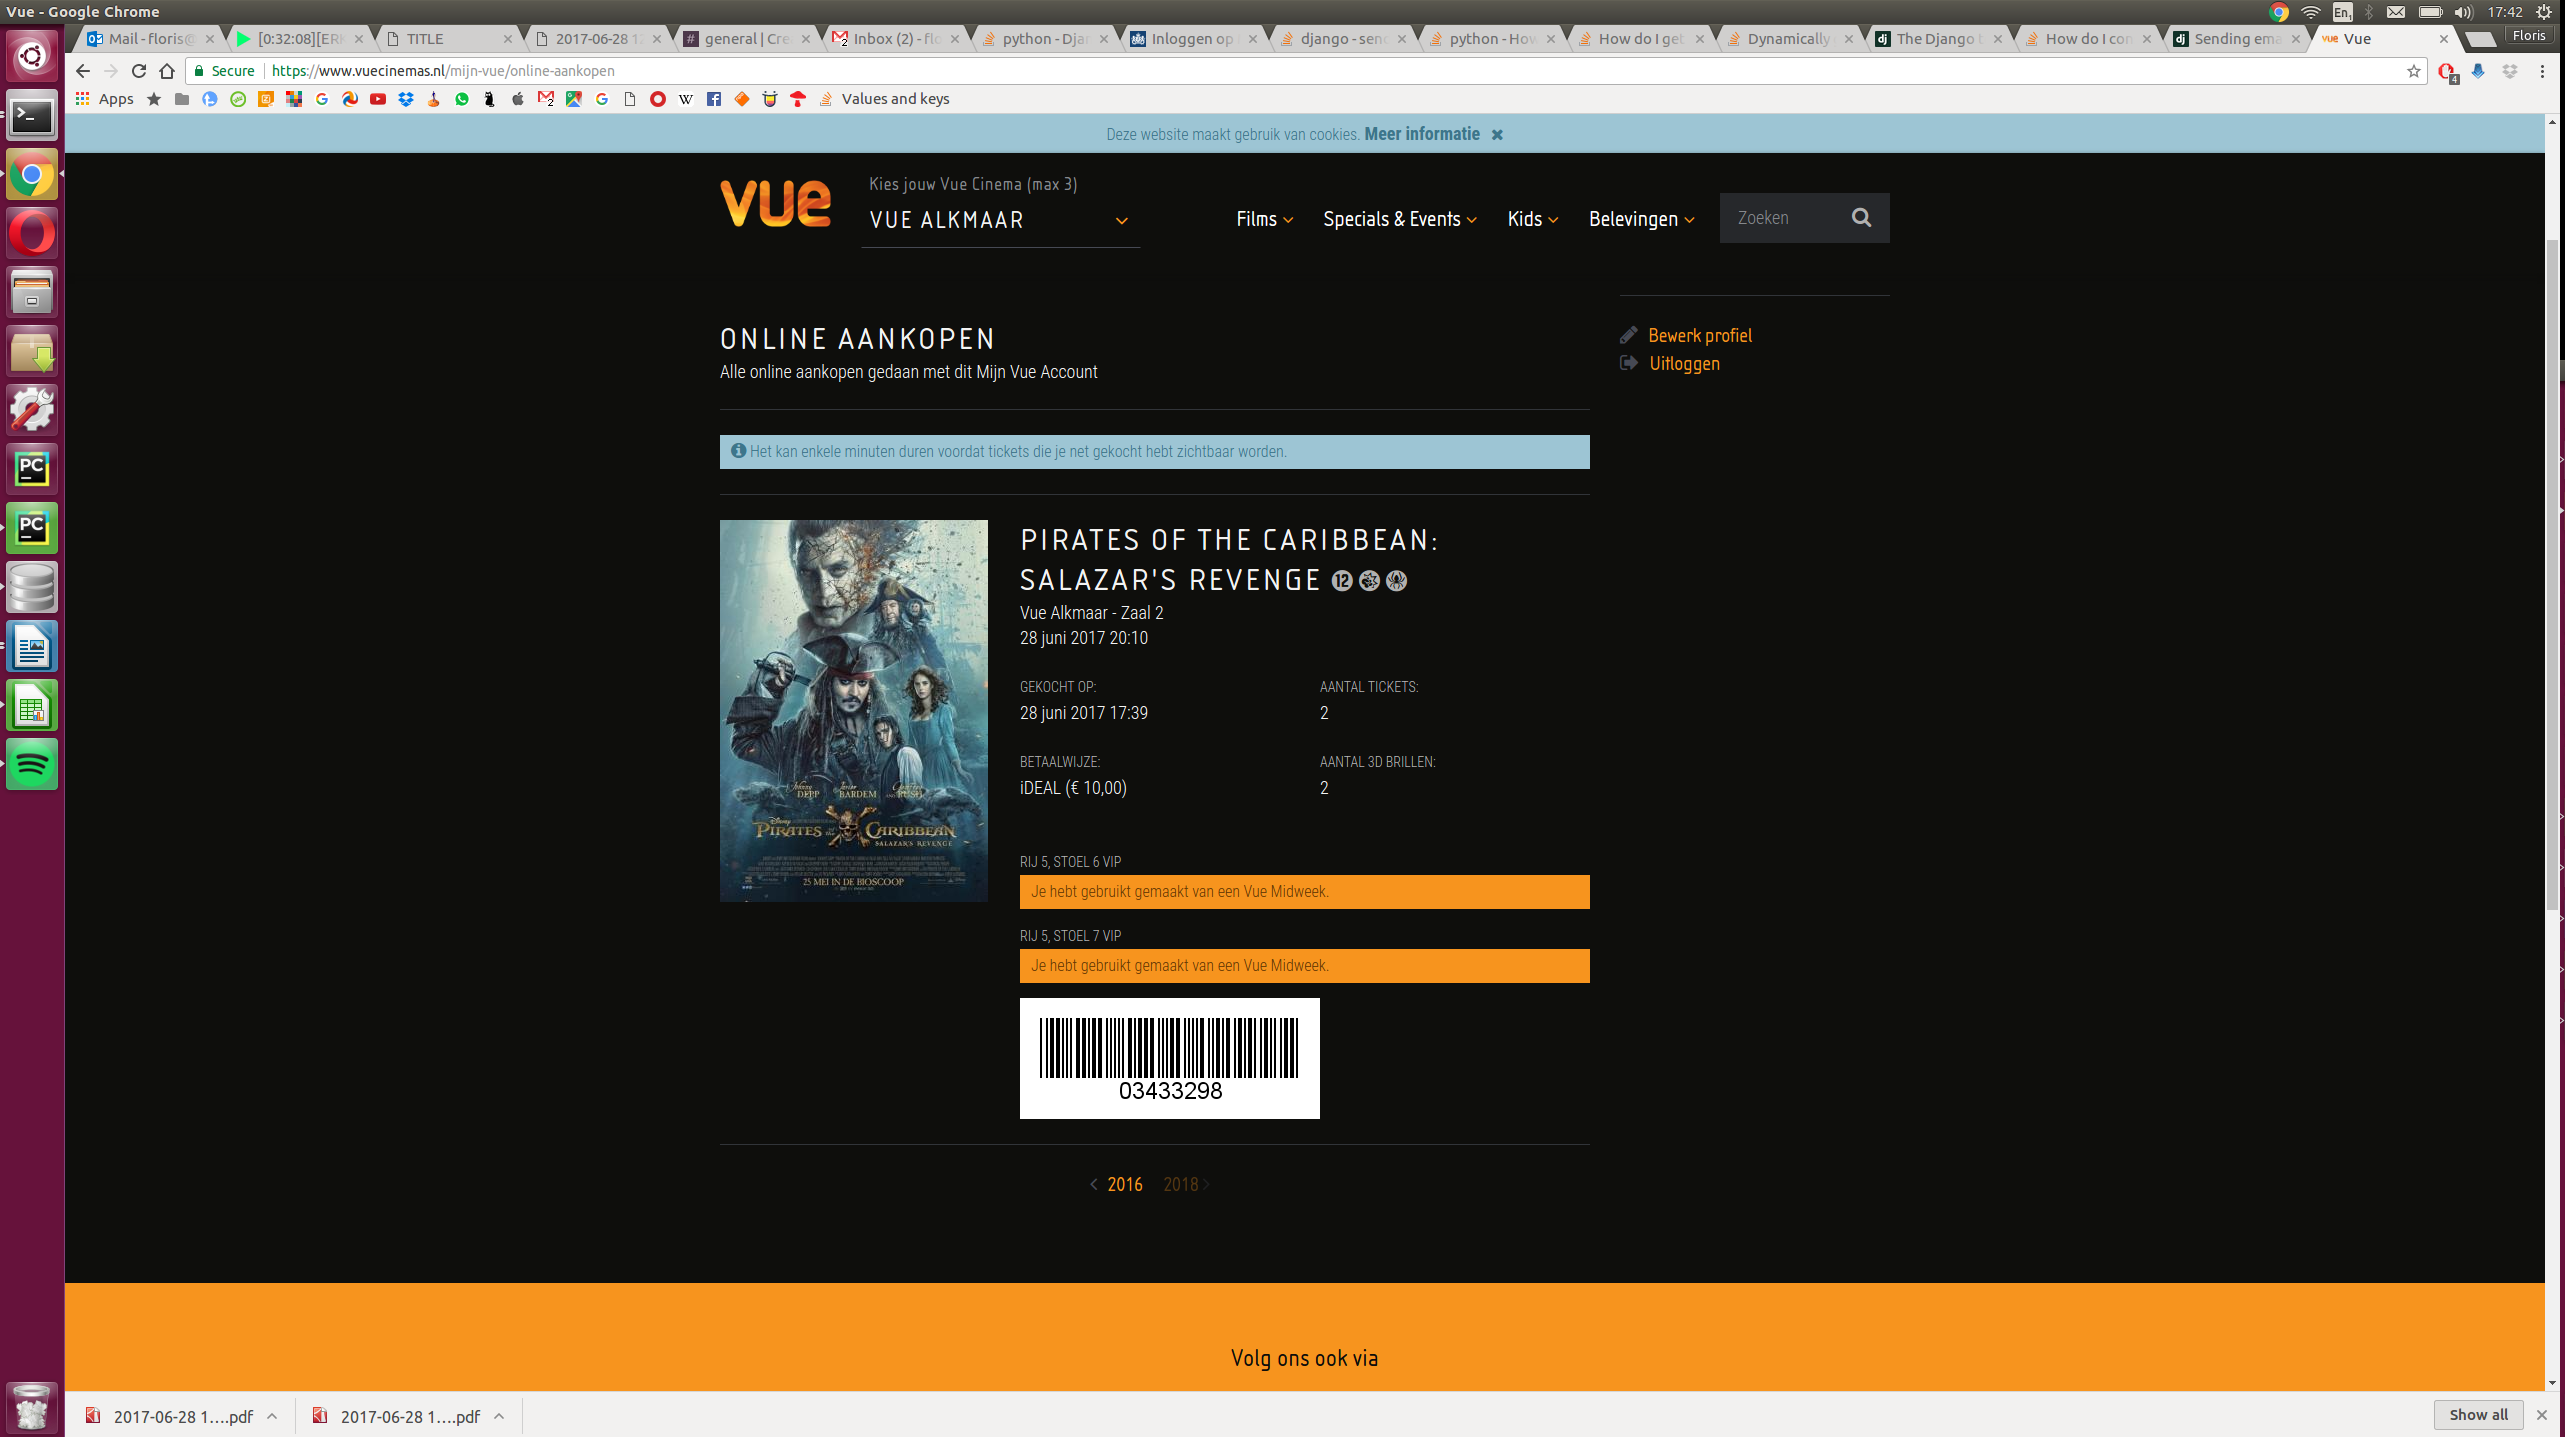 Vue - Google Chrome
En
17:42
Mail - floris@
[0:32:08][ER
TITLE
2017-06-28 1
general | Cre
Inbox (2) - flo
python - Djan
Inloggen op
django - sen
python - How
How do I get
Dynamically
The Django t
How do I con
Sending ema
Vue
Floris
Secure
https://www.vuecinemas.nl/mijn-vue/online-aankopen
4
Apps
Values and keys
Deze website maakt gebruik van cookies. Meer informatie
vue
Kies jouw Vue Cinema (max 3)
VUE ALKMAAR
Films
Specials & Events
Kids
Belevingen
Zoeken
ONLINE AANKOPEN
Alle online aankopen gedaan met dit Mijn Vue Account
Bewerk profiel
Uitloggen
Het kan enkele minuten duren voordat tickets die je net gekocht hebt zichtbaar worden.
PIRATES OF THE CARIBBEAN:
SALAZAR'S REVENGE 12
Vue Alkmaar - Zaal 2
28 juni 2017 20:10
GEKOCHT OP:
28 juni 2017 17:39
AANTAL TICKETS:
2
BETAALWIJZE:
iDEAL (€ 10,00)
AANTAL 3D BRILLEN:
2
Johnny DEPP
Javier BARDEM
AND RUSH
Disney
PIRATES of the CARIBBEAN
SALAZAR'S REVENGE
25 MEI IN DE BIOSCOOP
RIJ 5, STOEL 6 VIP
Je hebt gebruikt gemaakt van een Vue Midweek.
RIJ 5, STOEL 7 VIP
Je hebt gebruikt gemaakt van een Vue Midweek.
03433298
2016
2018
Volg ons ook via
2017-06-28 1....pdf
2017-06-28 1....pdf
Show all